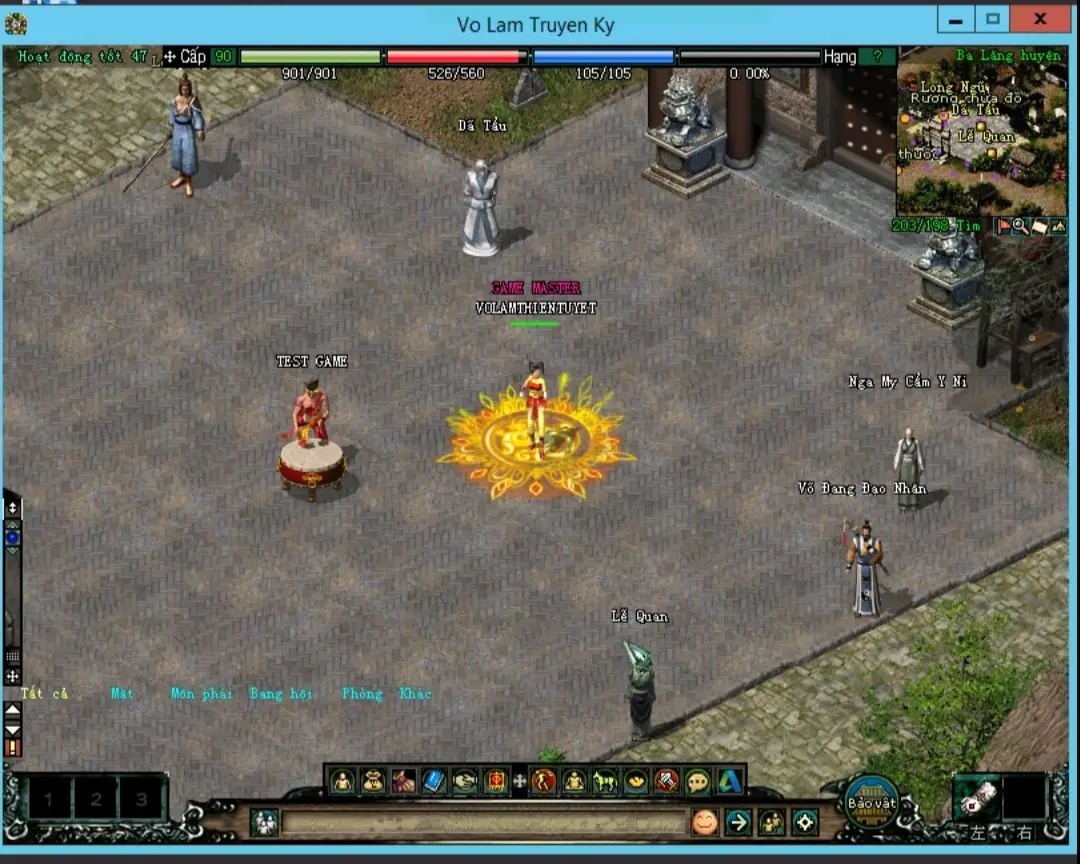 Vo Lam Truyen Ky
Hoạt động tốt 47
Cấp 90
Hạng ?
901/901
526/560
105/105
0.00%
Ba Lăng huyện
Long Ngũ
Rương chứa đồ
Dã Tẩu
Lễ Quan
thuốc
203/198 Tìm
Dã Tẩu
GAME MASTER
VOLAMTHIENTUYET
TEST GAME
Nga My Cầm Y Ni
Võ Đang Đạo Nhân
Lễ Quan
Tất cả Mật Môn phái Bang hội Phòng Khác
1 2 3
Bảo vật
左 右